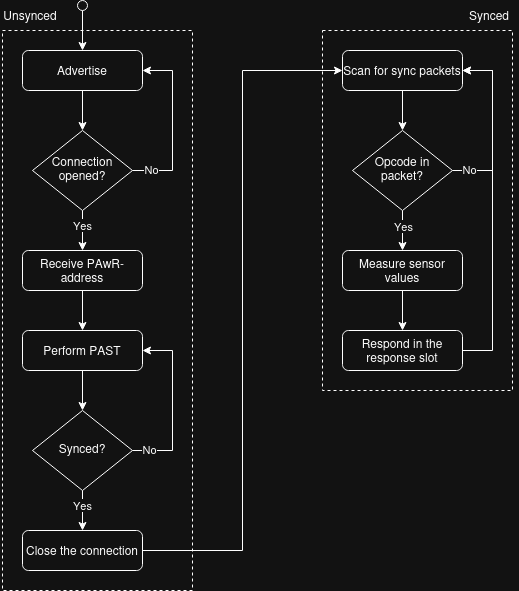 Unsynced
Advertise
Connection
opened?
No
Yes
Receive PAwR-
address
Perform PAST
Synced?
No
Yes
Close the connection
Synced
Scan for sync packets
Opcode in
packet?
No
Yes
Measure sensor
values
Respond in the
response slot